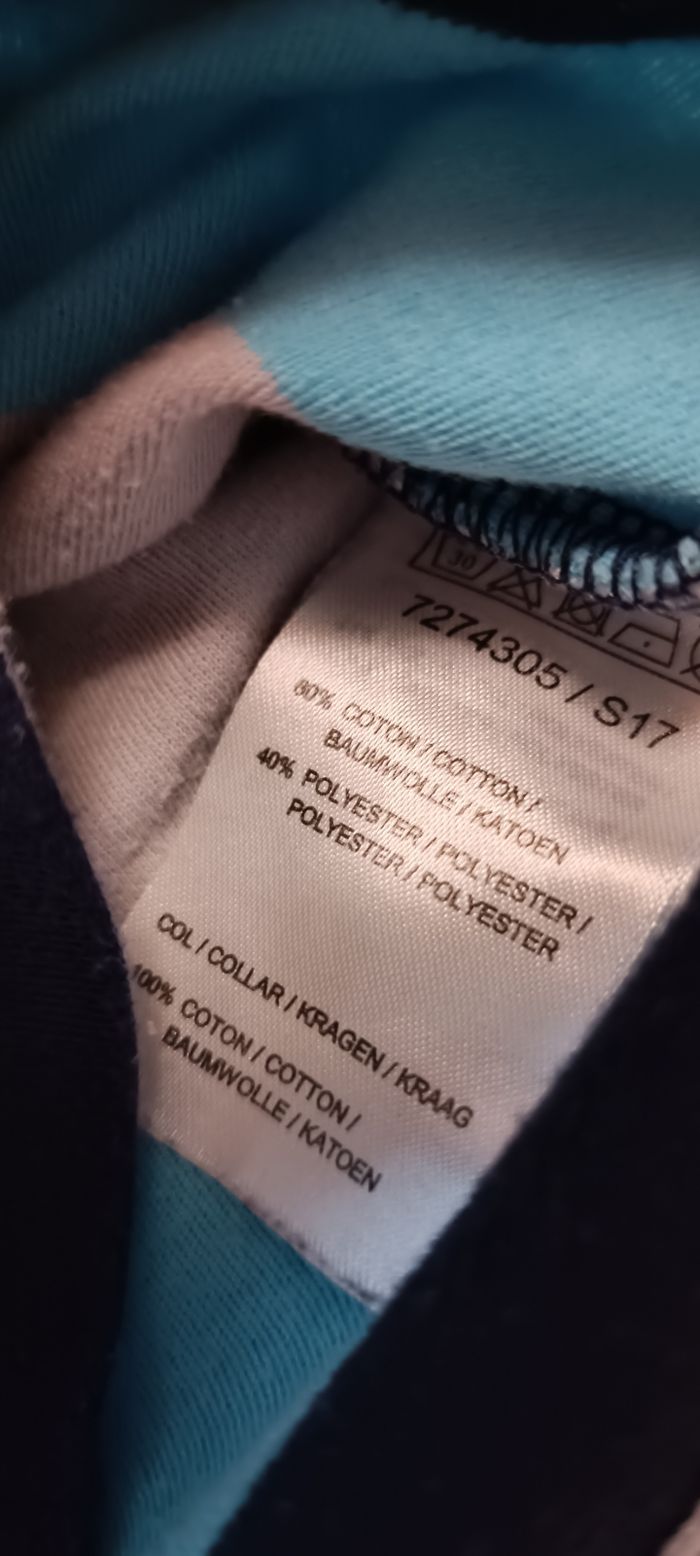 30
7274305 / S17
60% COTON / COTTON /
BAUMWOLLE / KATOEN
40% POLYESTER / POLYESTER /
POLYESTER / POLYESTER
COL / COLLAR / KRAGEN / KRAAG
100% COTON / COTTON /
BAUMWOLLE / KATOEN